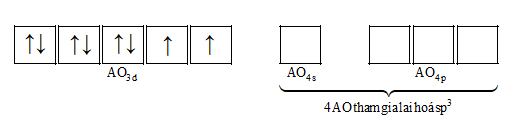 ↑↓ ↑↓ ↑↓ ↑ ↑
AO3d AO4s AO4p
4AOthamgialaihoásp³